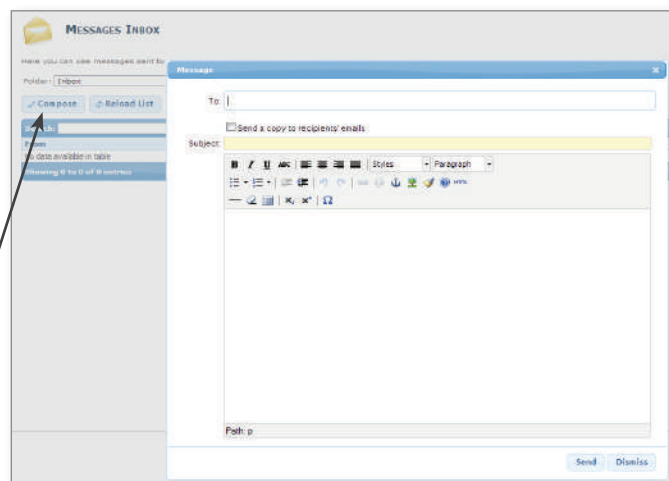 MESSAGES INBOX
Here you can see messages sent to
Folder: Inbox
Compose Reload List
Search:
From
No data available in table
Showing 0 to 0 of 0 entries
Message x
To:
Send a copy to recipients' emails
Subject:
B I U ABC Styles Paragraph
HTML
Ω
Path: p
Send Dismiss